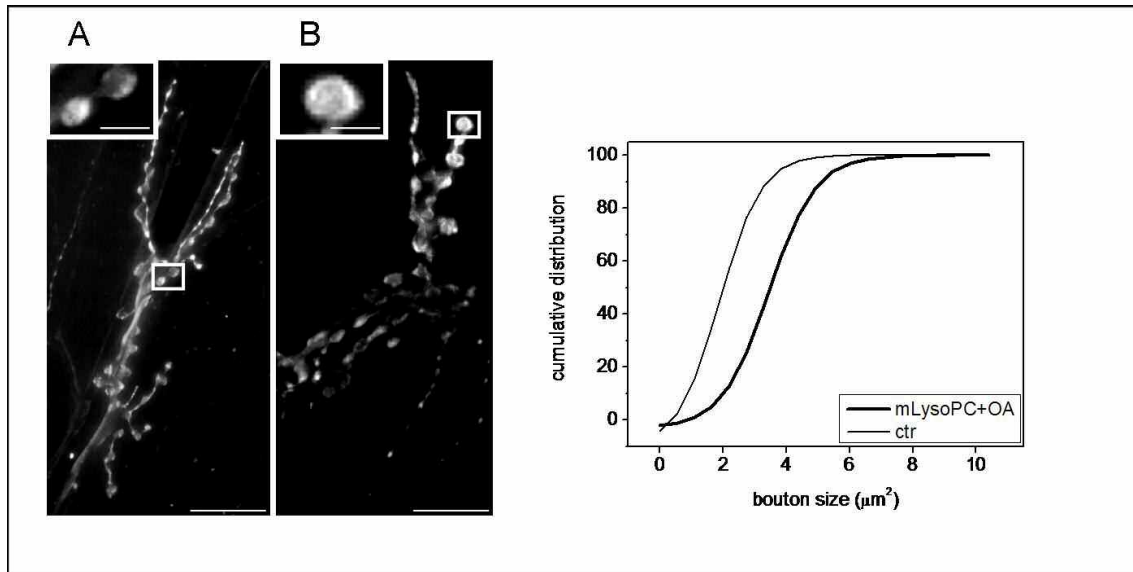 A
B
100
80
60
40
20
0
cumulative distribution
mLysoPC+OA
ctr
0 2 4 6 8 10
bouton size (μm²)